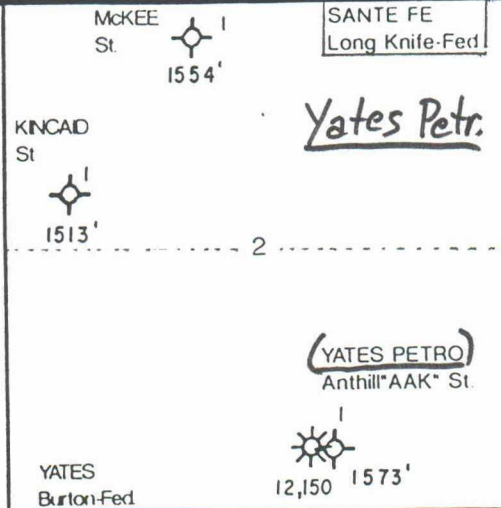 McKEE
St.
1
1554'
SANTE FE
Long Knife-Fed.
Yates Petr.
KINCAID
St
1
1513'
2
(YATES PETRO)
Anthill "AAK" St.
1
12,150 1573'
YATES
Burton-Fed.